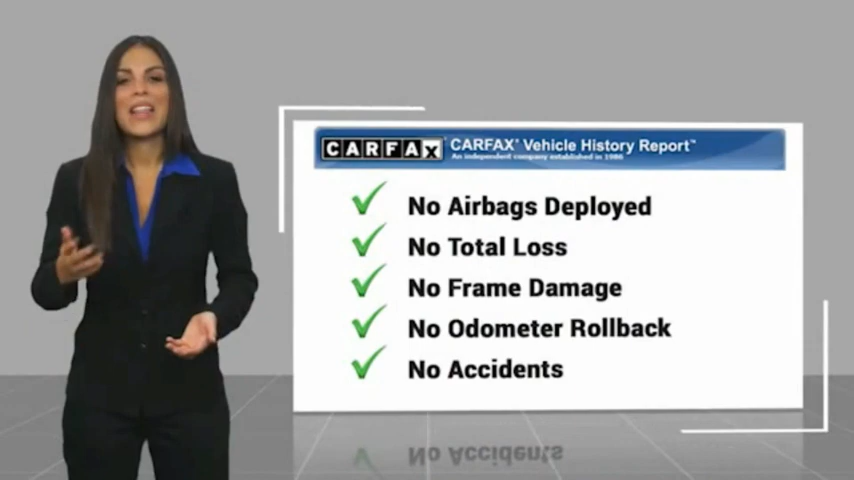 CARFAX CARFAX® Vehicle History Report™
An independent company established in 1986
No Airbags Deployed
No Total Loss
No Frame Damage
No Odometer Rollback
No Accidents
No Accidents